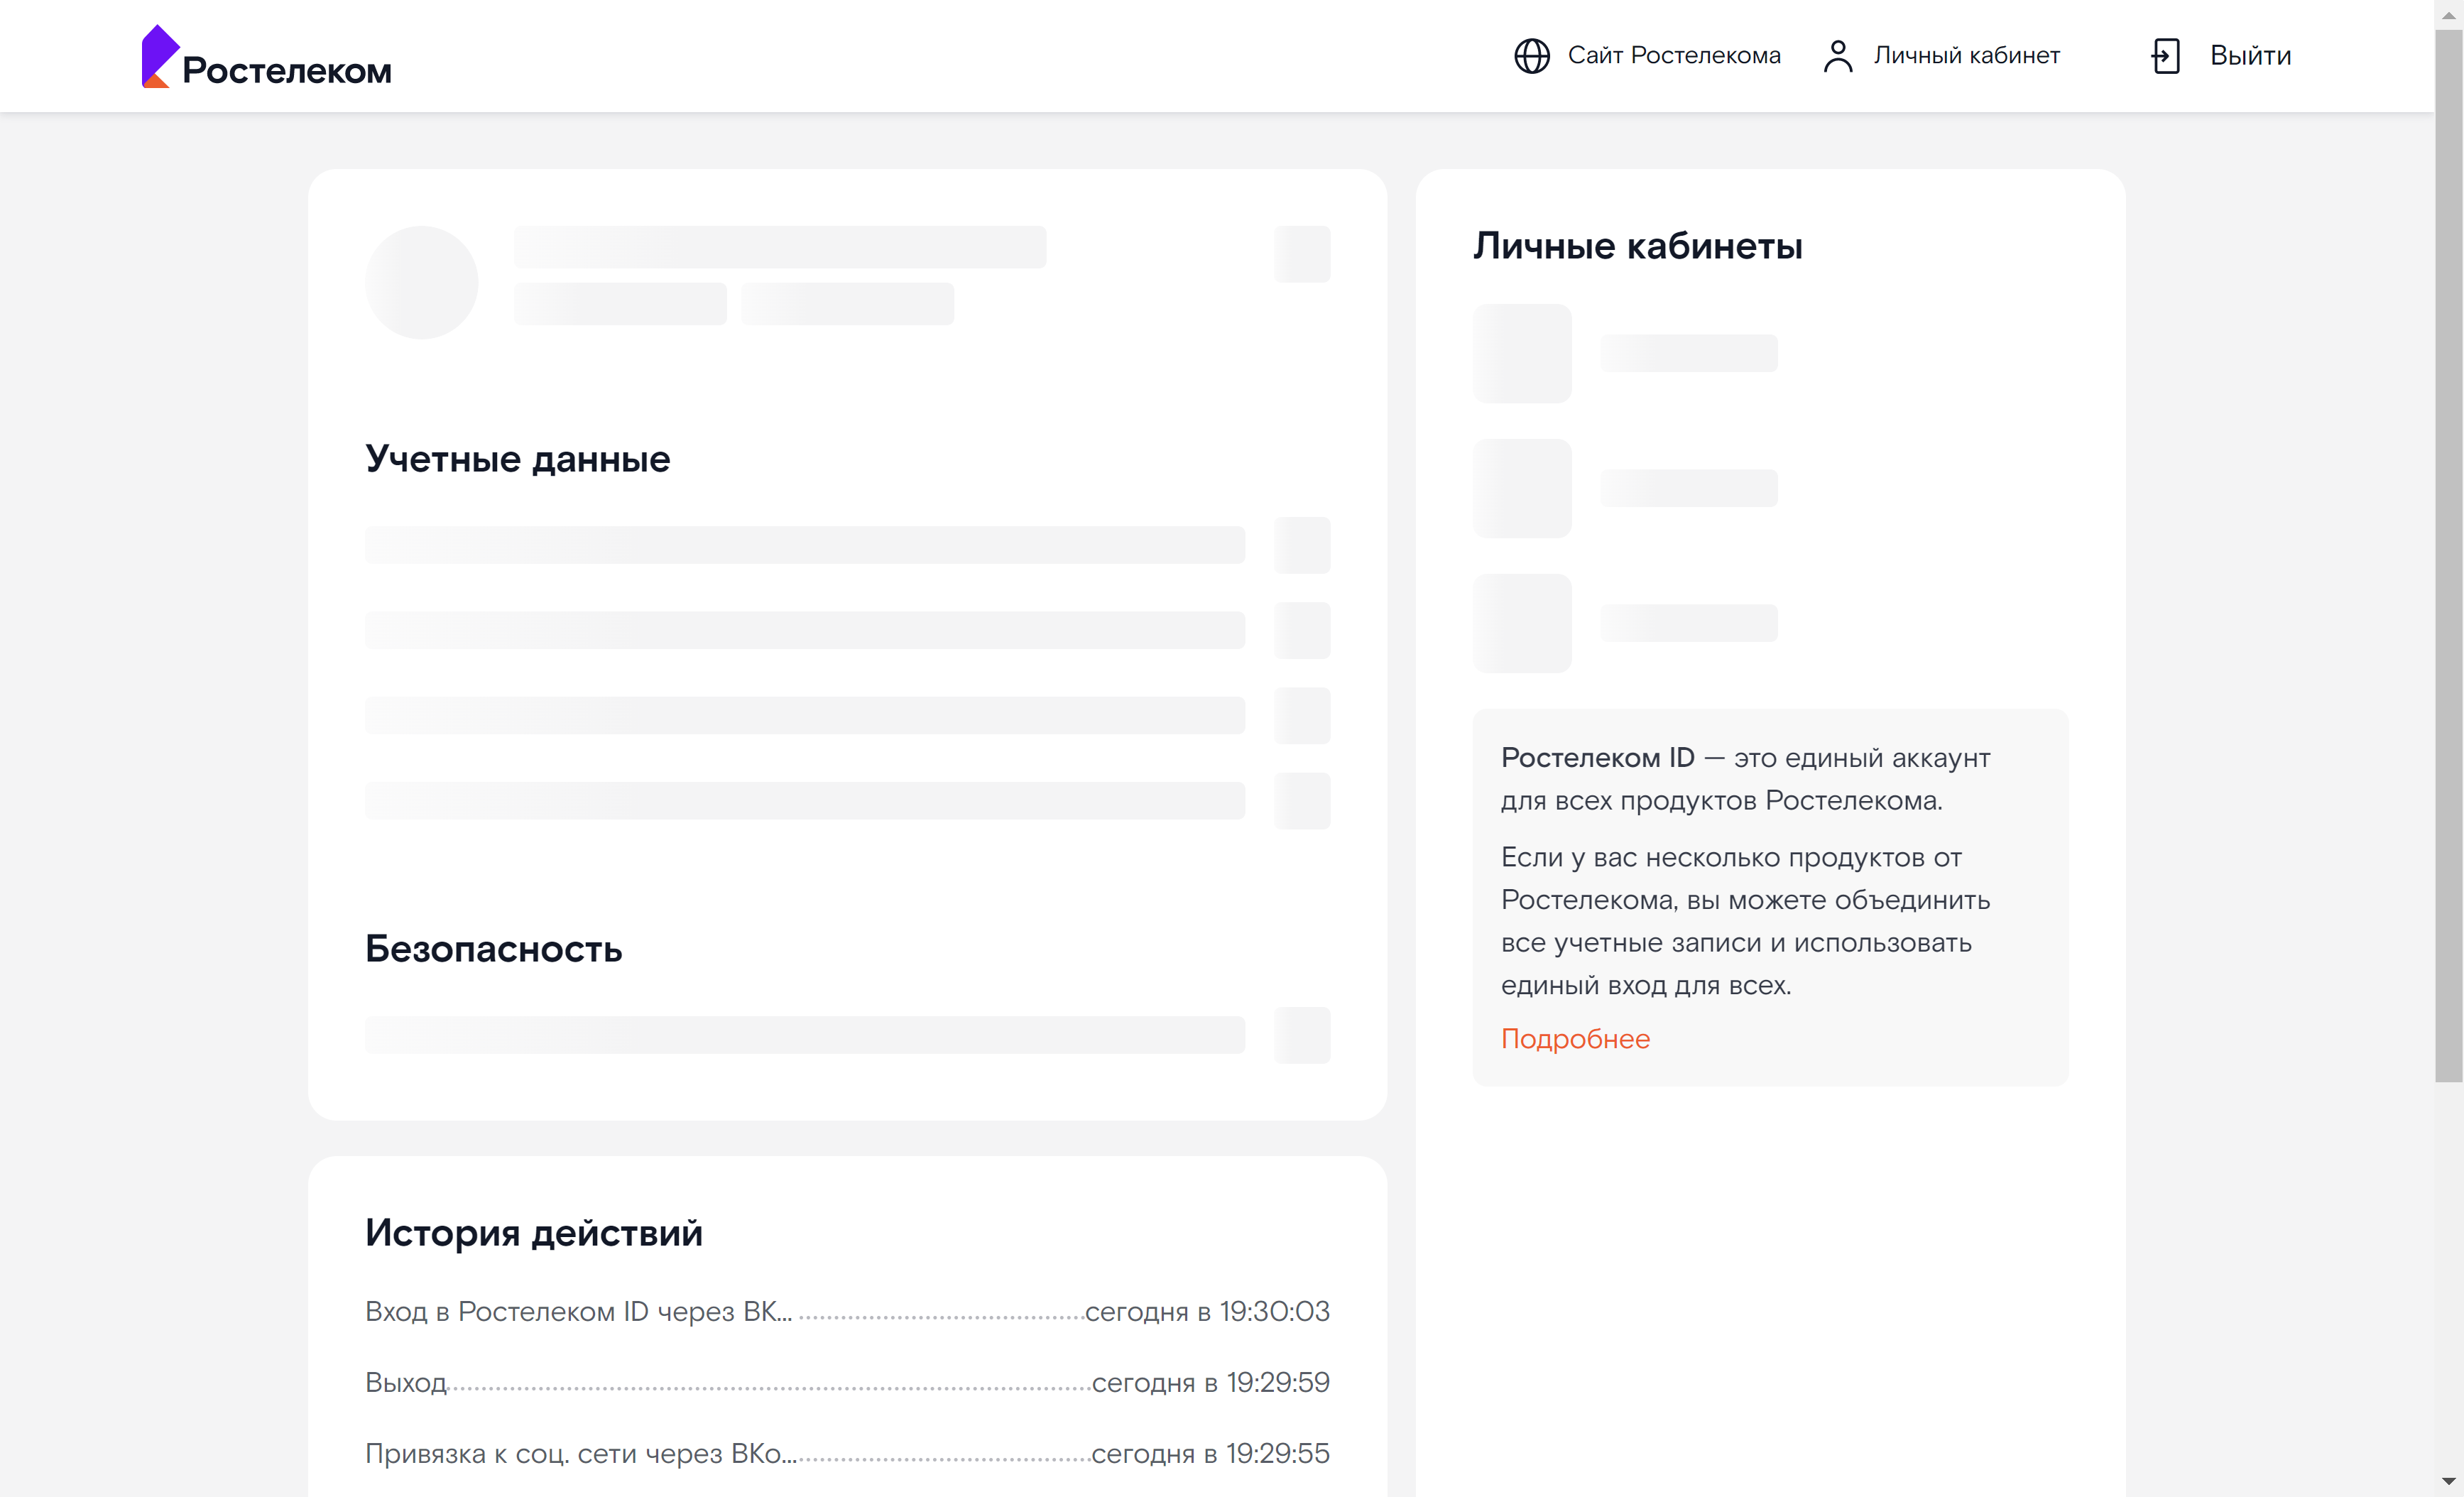 Ростелеком
Сайт Ростелекома
Личный кабинет
Выйти
Учетные данные
Безопасность
История действий
Вход в Ростелеком ID через ВК... сегодня в 19:30:03
Выход сегодня в 19:29:59
Привязка к соц. сети через ВКо... сегодня в 19:29:55
Личные кабинеты
Ростелеком ID — это единый аккаунт
для всех продуктов Ростелекома.
Если у вас несколько продуктов от
Ростелекома, вы можете объединить
все учетные записи и использовать
единый вход для всех.
Подробнее